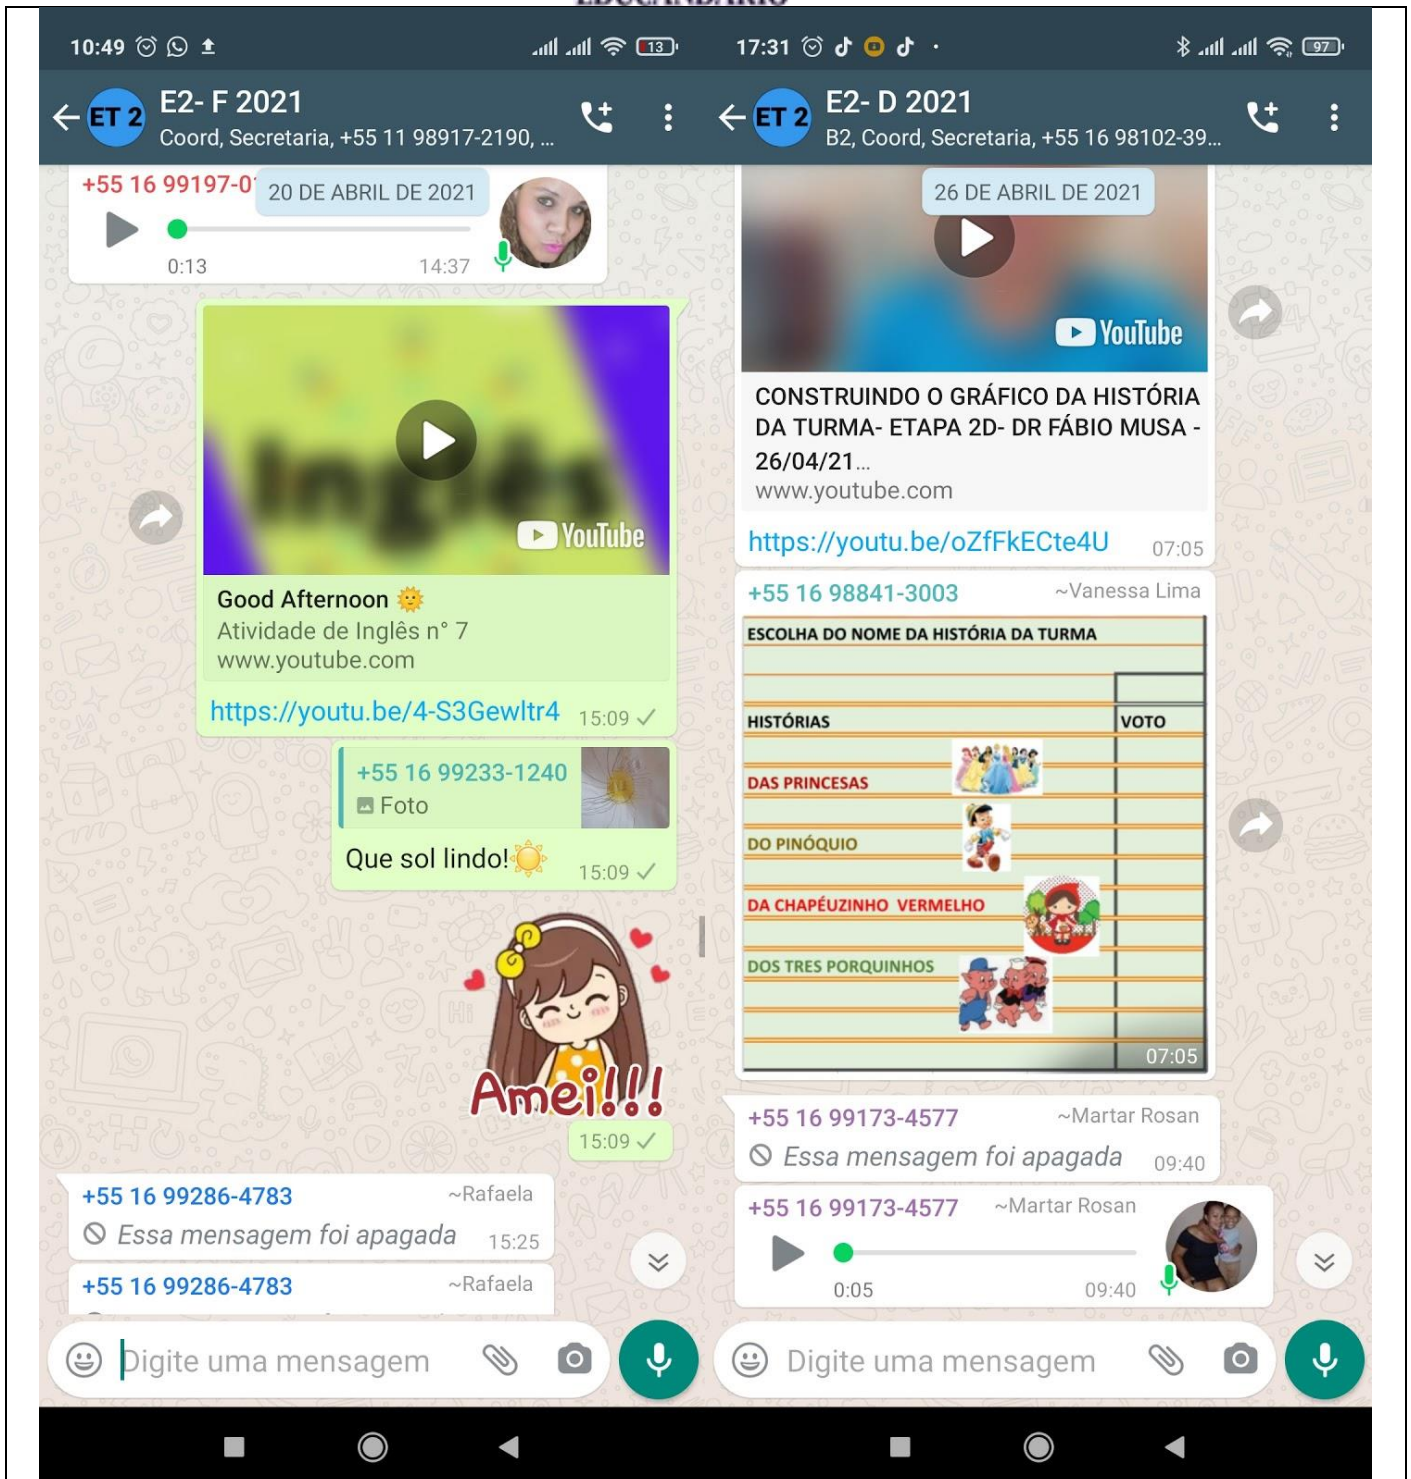 EDUCANDÁRIO
10:49
13
E2- F 2021
ET 2
Coord, Secretaria, +55 11 98917-2190, ...
+55 16 99197-0
20 DE ABRIL DE 2021
0:13
14:37
Inglês
YouTube
Good Afternoon
Atividade de Inglês n° 7
www.youtube.com
https://youtu.be/4-S3Gewltr4
15:09
+55 16 99233-1240
Foto
Que sol lindo!
15:09
Amei!!!
15:09
+55 16 99286-4783
~Rafaela
Essa mensagem foi apagada
15:25
+55 16 99286-4783
~Rafaela
Digite uma mensagem
17:31
97
E2- D 2021
ET 2
B2, Coord, Secretaria, +55 16 98102-39...
26 DE ABRIL DE 2021
YouTube
CONSTRUINDO O GRÁFICO DA HISTÓRIA
DA TURMA- ETAPA 2D- DR FÁBIO MUSA -
26/04/21...
www.youtube.com
https://youtu.be/oZfFkECte4U
07:05
+55 16 98841-3003
~Vanessa Lima
ESCOLHA DO NOME DA HISTÓRIA DA TURMA
HISTÓRIAS
VOTO
DAS PRINCESAS
DO PINÓQUIO
DA CHAPÉUZINHO VERMELHO
DOS TRES PORQUINHOS
07:05
+55 16 99173-4577
~Martar Rosan
Essa mensagem foi apagada
09:40
+55 16 99173-4577
~Martar Rosan
0:05
09:40
Digite uma mensagem